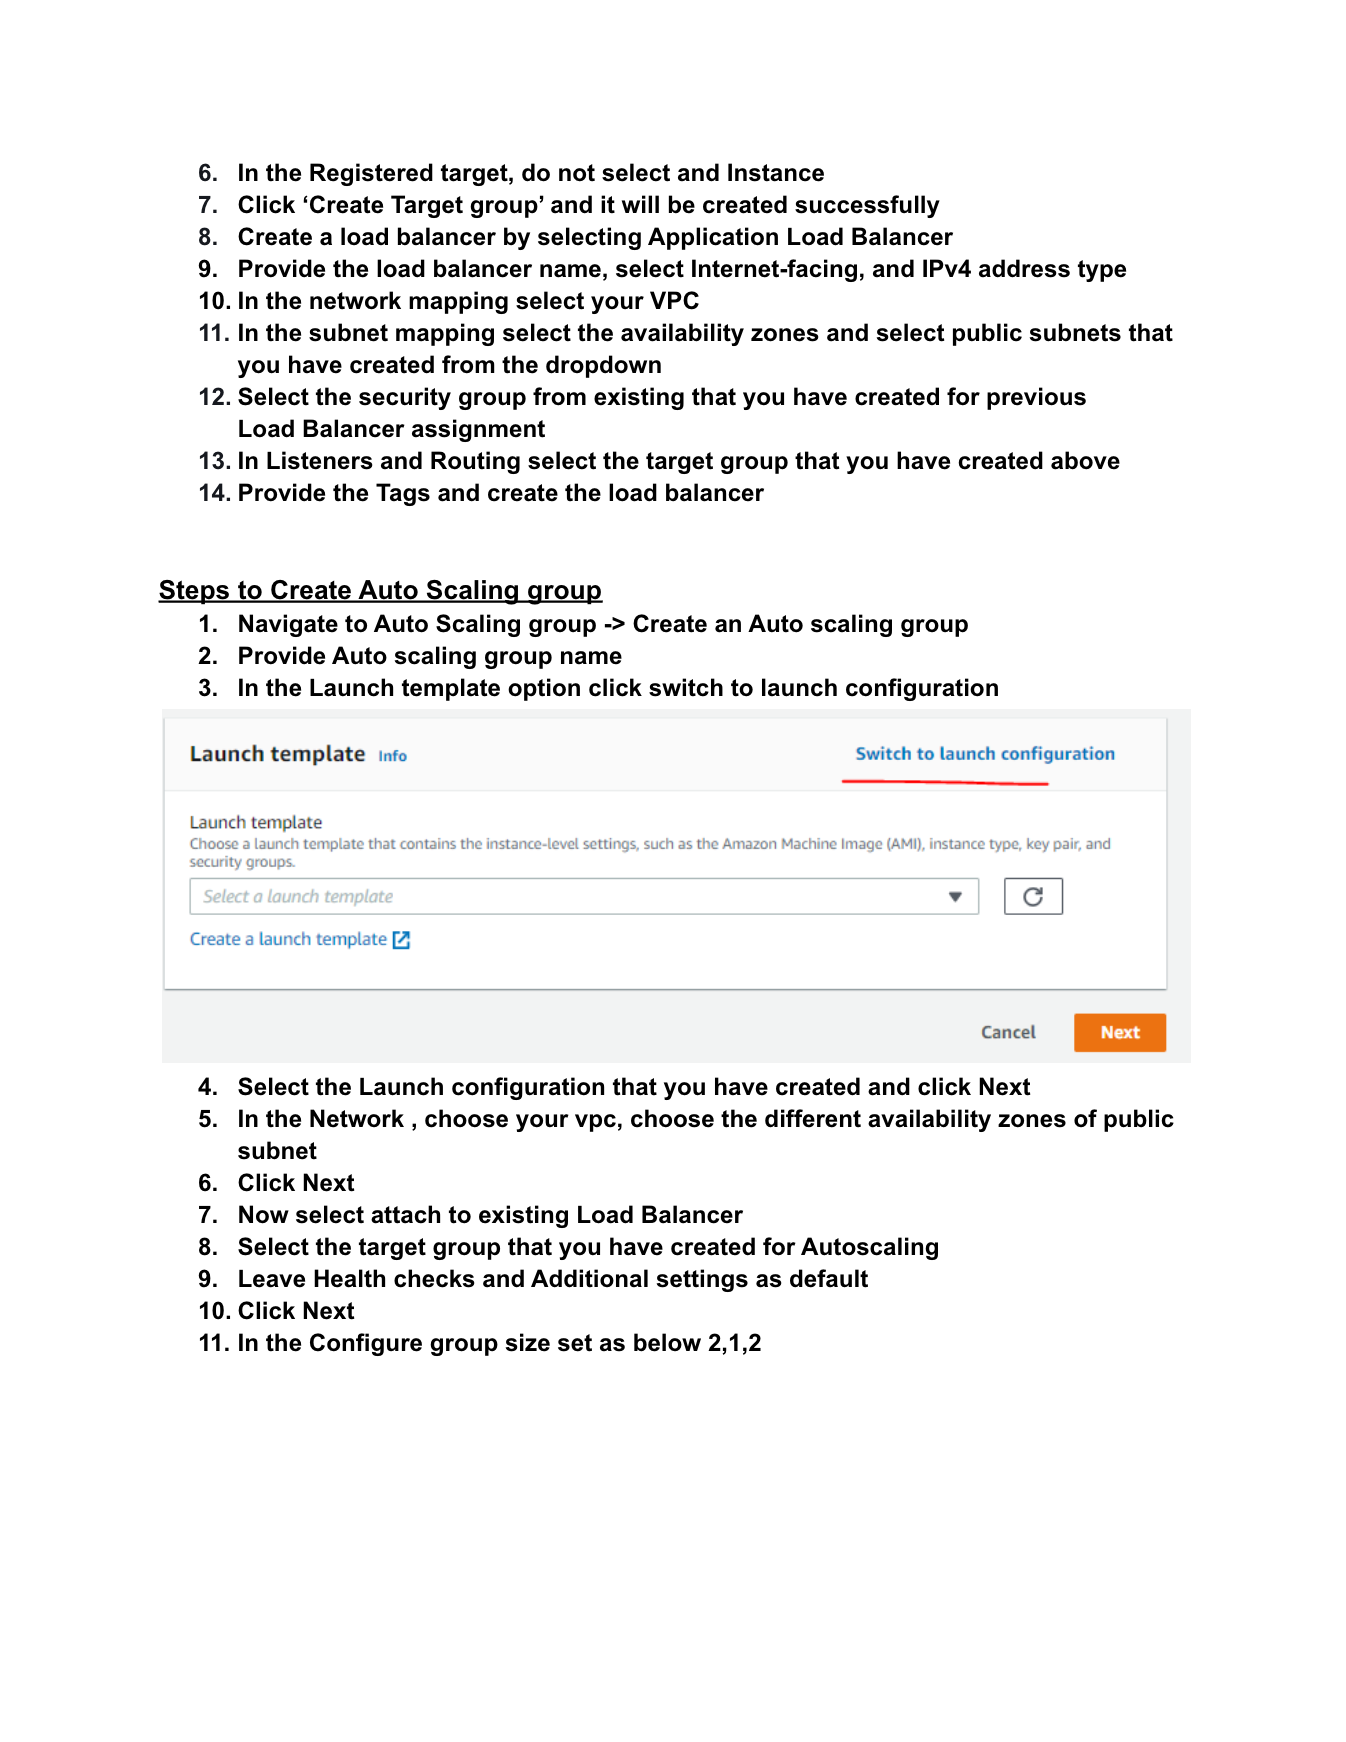 6. In the Registered target, do not select and Instance
7. Click ‘Create Target group’ and it will be created successfully
8. Create a load balancer by selecting Application Load Balancer
9. Provide the load balancer name, select Internet-facing, and IPv4 address type
10. In the network mapping select your VPC
11. In the subnet mapping select the availability zones and select public subnets that
you have created from the dropdown
12. Select the security group from existing that you have created for previous
Load Balancer assignment
13. In Listeners and Routing select the target group that you have created above
14. Provide the Tags and create the load balancer
Steps to Create Auto Scaling group
1. Navigate to Auto Scaling group -> Create an Auto scaling group
2. Provide Auto scaling group name
3. In the Launch template option click switch to launch configuration
Launch template Info Switch to launch configuration
Launch template
Choose a launch template that contains the instance-level settings, such as the Amazon Machine Image (AMI), instance type, key pair, and
security groups.
Select a launch template
Create a launch template
Cancel Next
4. Select the Launch configuration that you have created and click Next
5. In the Network , choose your vpc, choose the different availability zones of public
subnet
6. Click Next
7. Now select attach to existing Load Balancer
8. Select the target group that you have created for Autoscaling
9. Leave Health checks and Additional settings as default
10. Click Next
11. In the Configure group size set as below 2,1,2